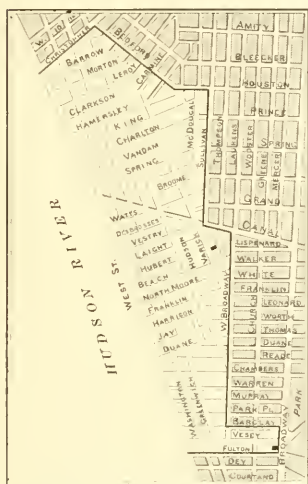 W. 10
CHRISTOPHER
BEDFORD
AMITY
BARROW
MORTON
LEROY
CARMINE
BLEECKER
HOUSTON
PRINCE
CLARKSON
HAMERSLEY
KING
CHARLTON
VANDAM
SPRING
BROOME
McDOUGAL
SULLIVAN
THOMPSON
LAURENS
WOOSTER
GREENE
MERCER
SPRING
GRAND
CANAL
WATTS
DESBROSSES
VESTRY
LAIGHT
HUBERT
BEACH
NORTH MOORE
FRANKLIN
HARRISON
JAY
DUANE
HUDSON
VARICK
WEST ST.
HUDSON RIVER
WASHINGTON
GREENWICH
W. BROADWAY
LISPENARD
WALKER
WHITE
FRANKLIN
CHURCH
LEONARD
WORTH
THOMAS
DUANE
READE
CHAMBERS
WARREN
MURRAY
PARK PL.
BARCLAY
VESEY
FULTON
DEY
COURTLAND
BROADWAY
PARK